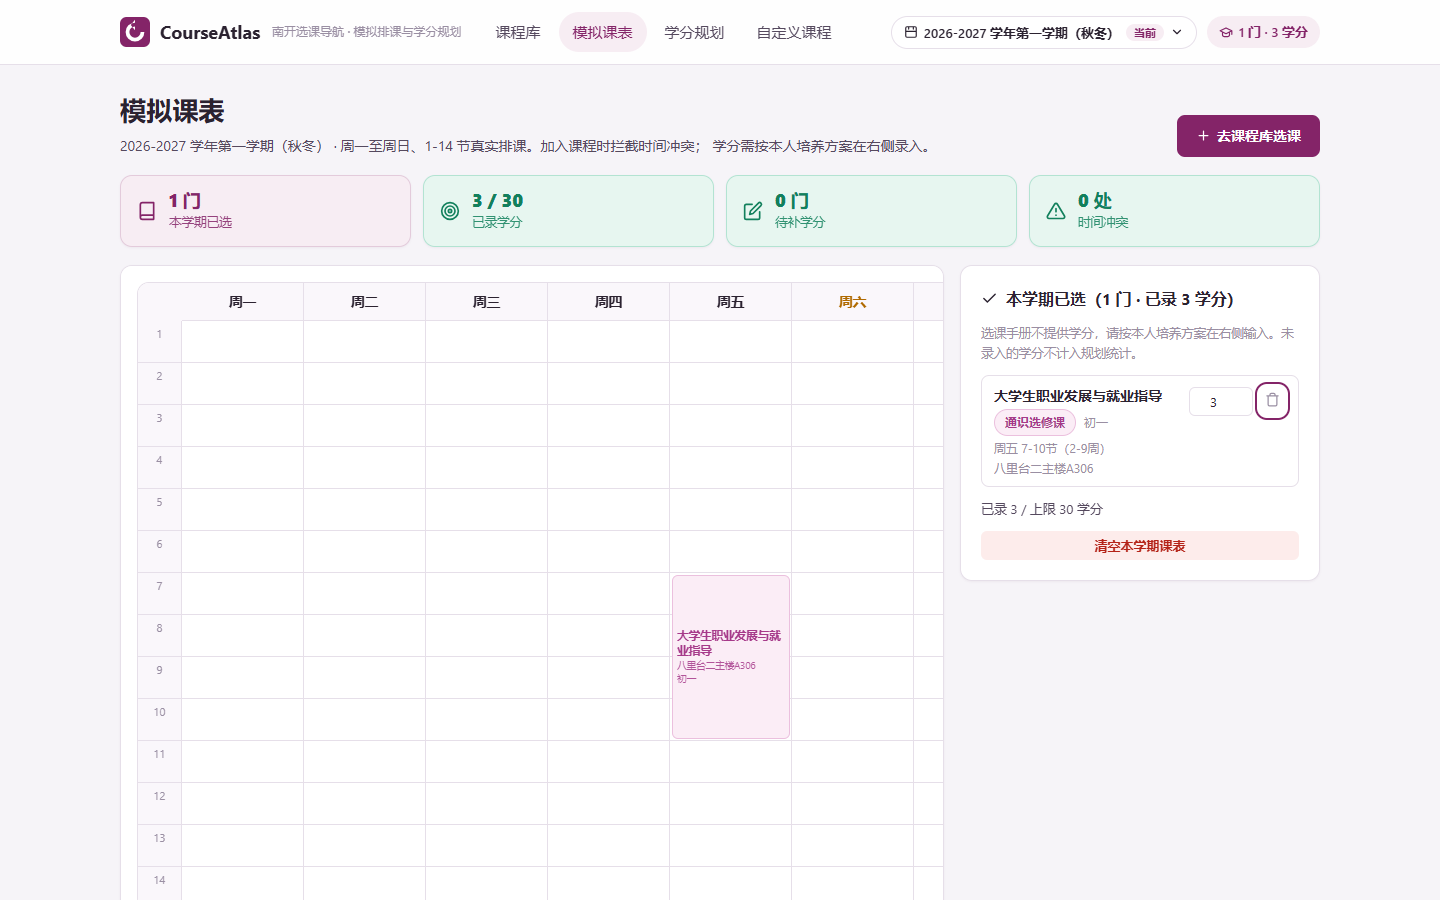 CourseAtlas
南开选课导航 · 模拟排课与学分规划
课程库
模拟课表
学分规划
自定义课程
2026-2027 学年第一学期（秋冬）
当前
1 门 · 3 学分
模拟课表
2026-2027 学年第一学期（秋冬） · 周一至周日、1-14 节真实排课。加入课程时拦截时间冲突； 学分需按本人培养方案在右侧录入。
去课程库选课
1 门
本学期已选
3 / 30
已录学分
0 门
待补学分
0 处
时间冲突
周一
周二
周三
周四
周五
周六
1
2
3
4
5
6
7
8
9
10
11
12
13
14
大学生职业发展与就
业指导
八里台二主楼A306
初一
本学期已选（1 门 · 已录 3 学分）
选课手册不提供学分，请按本人培养方案在右侧输入。未
录入的学分不计入规划统计。
大学生职业发展与就业指导
3
通识选修课
初一
周五 7-10节（2-9周）
八里台二主楼A306
已录 3 / 上限 30 学分
清空本学期课表